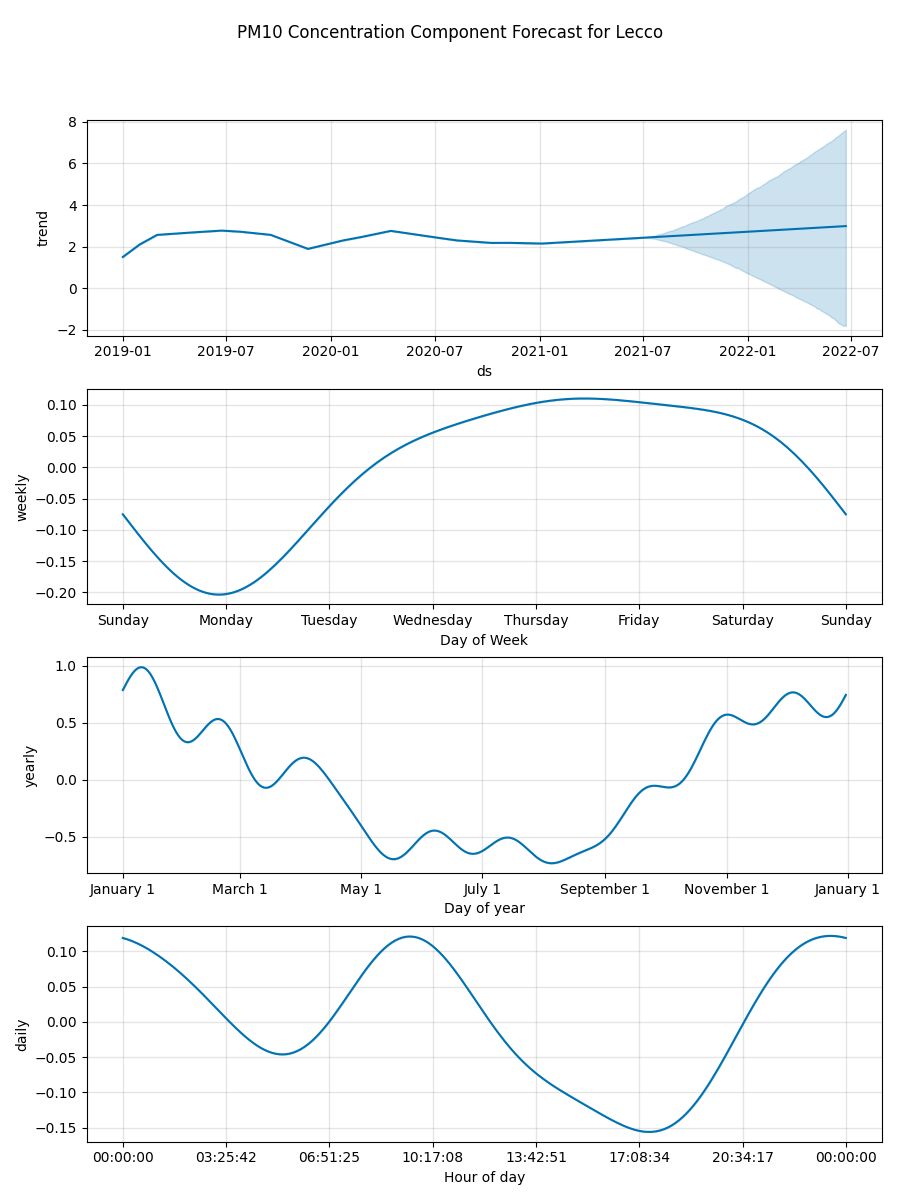 PM10 Concentration Component Forecast for Lecco
8
6
4
2
0
−2
trend
2019-01 2019-07 2020-01 2020-07 2021-01 2021-07 2022-01 2022-07
ds
0.10
0.05
0.00
−0.05
−0.10
−0.15
−0.20
weekly
Sunday Monday Tuesday Wednesday Thursday Friday Saturday Sunday
Day of Week
1.0
0.5
0.0
−0.5
yearly
January 1 March 1 May 1 July 1 September 1 November 1 January 1
Day of year
0.10
0.05
0.00
−0.05
−0.10
−0.15
daily
00:00:00 03:25:42 06:51:25 10:17:08 13:42:51 17:08:34 20:34:17 00:00:00
Hour of day